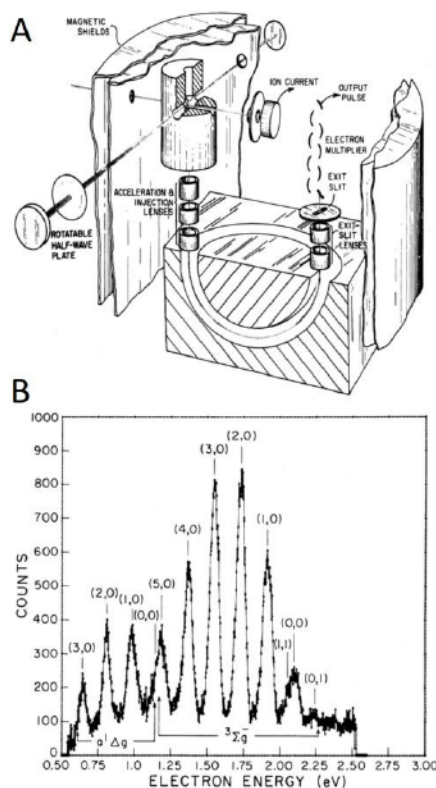 A
MAGNETIC
SHIELDS
ION CURRENT
OUTPUT
PULSE
ELECTRON
MULTIPLIER
EXIT
SLIT
ACCELERATION &
INJECTION
LENSES
EXIT-
SLIT LENSES
ROTATABLE
HALF-WAVE
PLATE
B
1000
900
800
700
600
500
400
300
200
100
0
COUNTS
(3,0)
(2,0)
(1,0)
(0,0)
(5,0)
(4,0)
(3,0)
(2,0)
(1,0)
(0,0)
(1,1)
(0,1)
a¹Δg
³Σg⁻
0.50 0.75 1.0 1.25 1.50 1.75 2.00 2.25 2.50 2.75 3.00
ELECTRON ENERGY (eV)